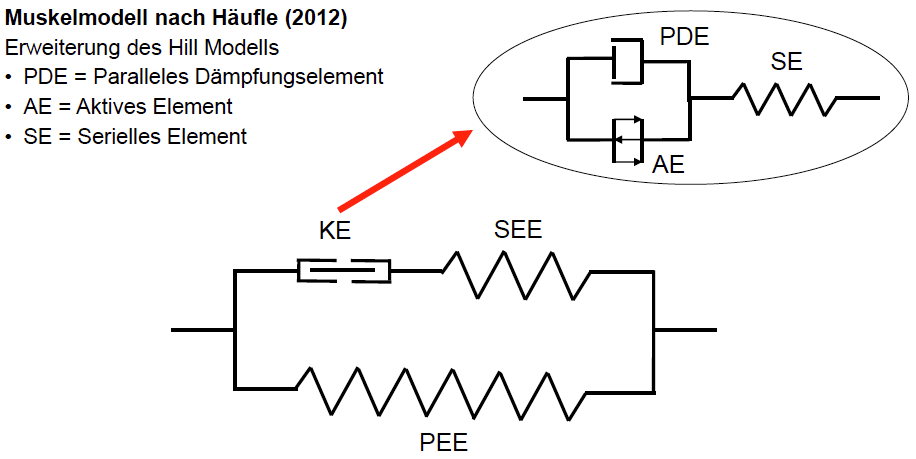 Muskelmodell nach Häufle (2012)
Erweiterung des Hill Modells
• PDE = Paralleles Dämpfungselement
• AE = Aktives Element
• SE = Serielles Element
PDE
SE
AE
KE
SEE
PEE